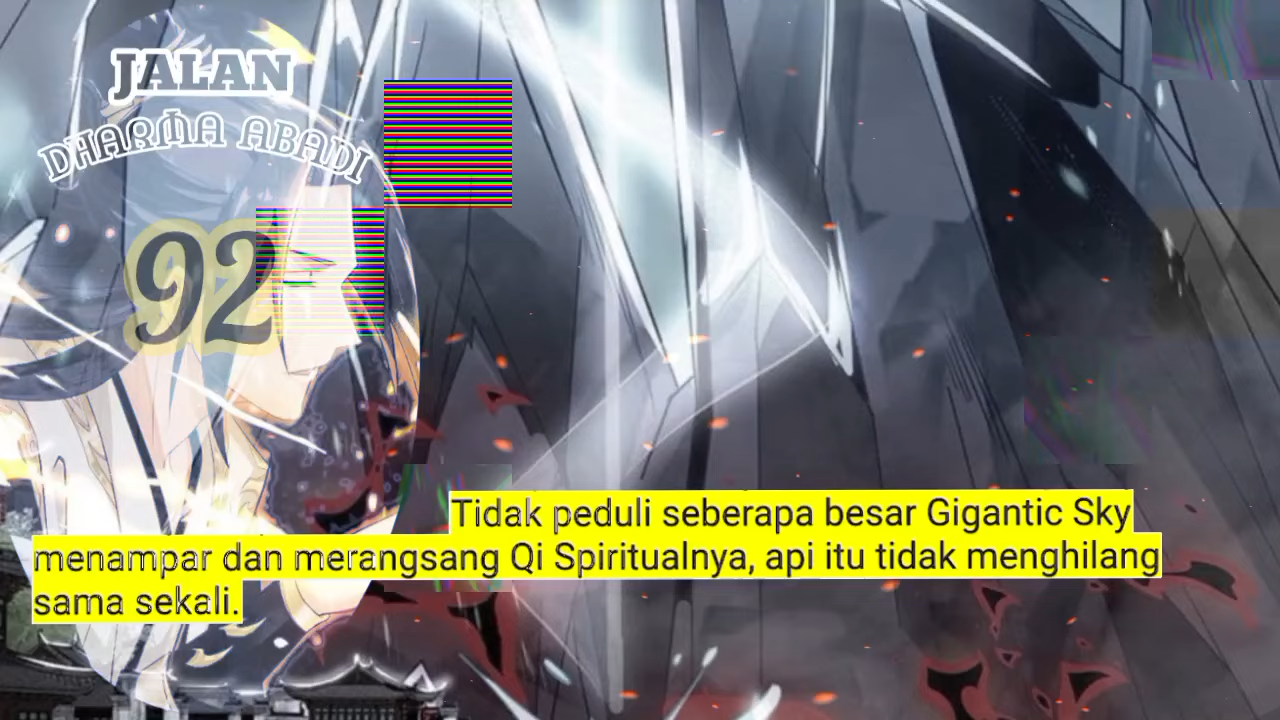 JALAN
DHARMA ABADI
92
Tidak peduli seberapa besar Gigantic Sky
menampar dan merangsang Qi Spiritualnya, api itu tidak menghilang
sama sekali.